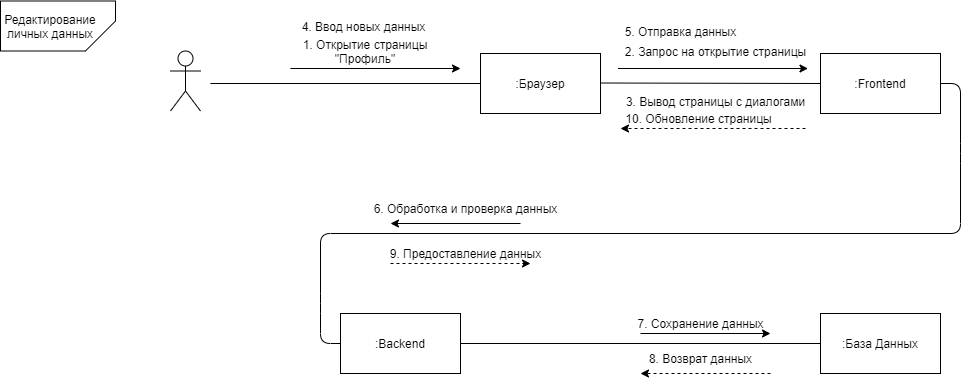 Редактирование
личных данных
4. Ввод новых данных
1. Открытие страницы
"Профиль"
5. Отправка данных
2. Запрос на открытие страницы
:Браузер
:Frontend
3. Вывод страницы с диалогами
10. Обновление страницы
6. Обработка и проверка данных
9. Предоставление данных
:Backend
7. Сохранение данных
8. Возврат данных
:База Данных